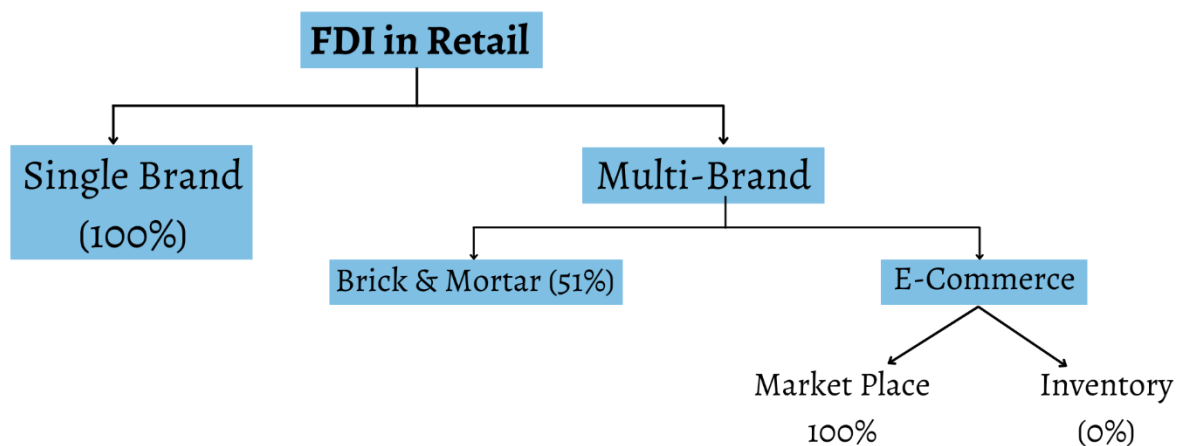 FDI in Retail
Single Brand
(100%)
Multi-Brand
Brick & Mortar (51%)
E-Commerce
Market Place
100%
Inventory
(0%)